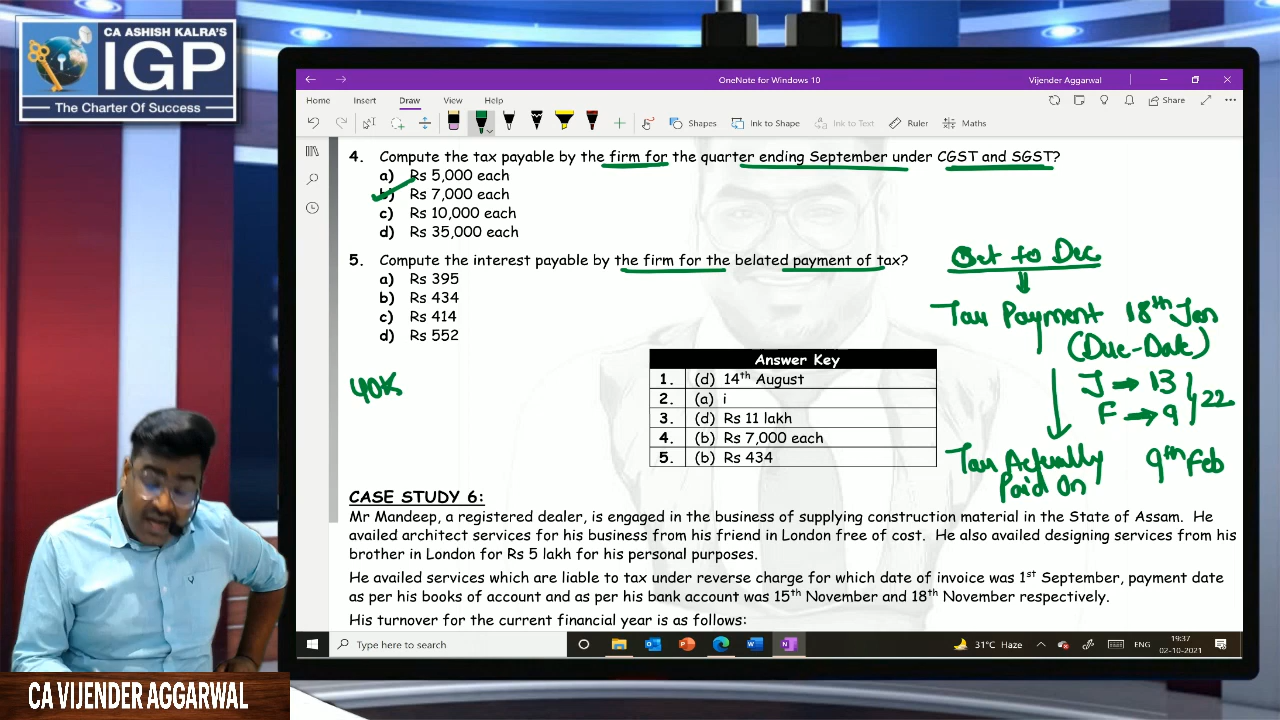 CA ASHISH KALRA'S
IGP
The Charter Of Success
OneNote for Windows 10
Vijender Aggarwal
Home Insert Draw View Help
Share
Shapes
Ink to Shape
Ink to Text
Ruler
Maths
4. Compute the tax payable by the firm for the quarter ending September under CGST and SGST?
a) Rs 5,000 each
b) Rs 7,000 each
c) Rs 10,000 each
d) Rs 35,000 each
5. Compute the interest payable by the firm for the belated payment of tax?
a) Rs 395
b) Rs 434
c) Rs 414
d) Rs 552
40K
Oct to Dec
Tax Payment 18th Jan
(Due-Date)
J → 13
F → 9
22
Tax Actually 9th Feb
Paid On
Answer Key
1. (d) 14th August
2. (a) i
3. (d) Rs 11 lakh
4. (b) Rs 7,000 each
5. (b) Rs 434
CASE STUDY 6:
Mr Mandeep, a registered dealer, is engaged in the business of supplying construction material in the State of Assam. He
availed architect services for his business from his friend in London free of cost. He also availed designing services from his
brother in London for Rs 5 lakh for his personal purposes.
He availed services which are liable to tax under reverse charge for which date of invoice was 1st September, payment date
as per his books of account and as per his bank account was 15th November and 18th November respectively.
His turnover for the current financial year is as follows:
Type here to search
31°C Haze
ENG
19:37
02-10-2021
CA VIJENDER AGGARWAL